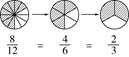 8/12 = 4/6 = 2/3